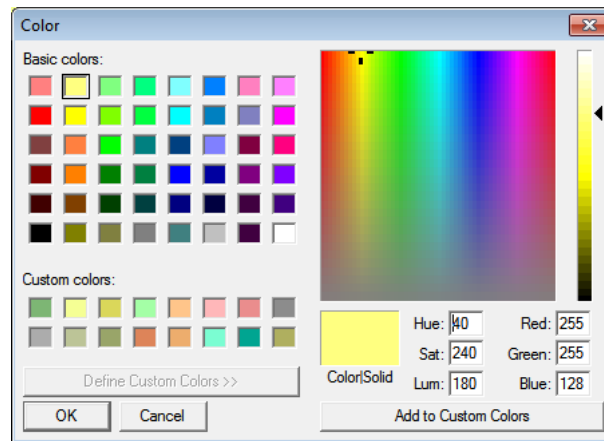 Color
Basic colors:
Custom colors:
Define Custom Colors >>
OK Cancel
Color|Solid
Hue: 40 Red: 255
Sat: 240 Green: 255
Lum: 180 Blue: 128
Add to Custom Colors